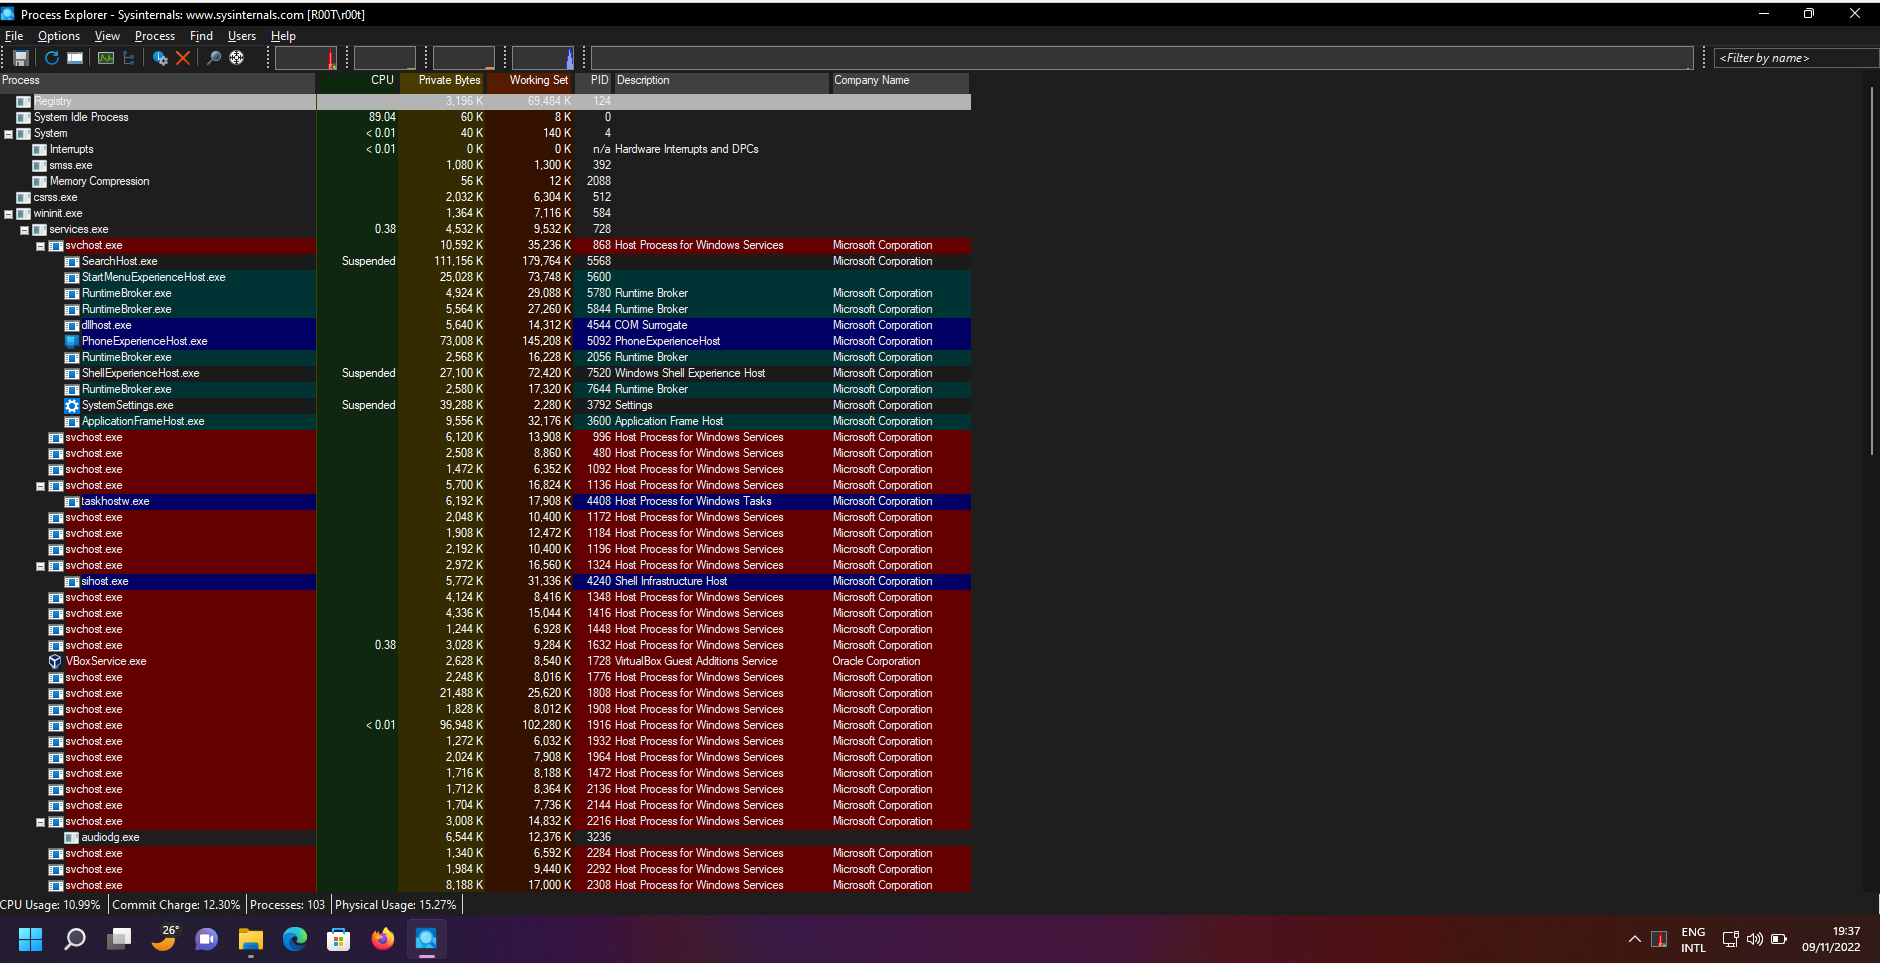 Process Explorer - Sysinternals: www.sysinternals.com [R00T\r00t]
File Options View Process Find Users Help
<Filter by name>
Process CPU Private Bytes Working Set PID Description Company Name
Registry 3,196 K 69,484 K 124
System Idle Process 89.04 60 K 8 K 0
System < 0.01 40 K 140 K 4
Interrupts < 0.01 0 K 0 K n/a Hardware Interrupts and DPCs
smss.exe 1,080 K 1,300 K 392
Memory Compression 56 K 12 K 2088
csrss.exe 2,032 K 6,304 K 512
wininit.exe 1,364 K 7,116 K 584
services.exe 0.38 4,532 K 9,532 K 728
svchost.exe 10,592 K 35,236 K 868 Host Process for Windows Services Microsoft Corporation
SearchHost.exe Suspended 111,156 K 179,764 K 5568 Microsoft Corporation
StartMenuExperienceHost.exe 25,028 K 73,748 K 5600
RuntimeBroker.exe 4,924 K 29,088 K 5780 Runtime Broker Microsoft Corporation
RuntimeBroker.exe 5,564 K 27,260 K 5844 Runtime Broker Microsoft Corporation
dllhost.exe 5,640 K 14,312 K 4544 COM Surrogate Microsoft Corporation
PhoneExperienceHost.exe 73,008 K 145,208 K 5092 PhoneExperienceHost Microsoft Corporation
RuntimeBroker.exe 2,568 K 16,228 K 2056 Runtime Broker Microsoft Corporation
ShellExperienceHost.exe Suspended 27,100 K 72,420 K 7520 Windows Shell Experience Host Microsoft Corporation
RuntimeBroker.exe 2,580 K 17,320 K 7644 Runtime Broker Microsoft Corporation
SystemSettings.exe Suspended 39,288 K 2,280 K 3792 Settings Microsoft Corporation
ApplicationFrameHost.exe 9,556 K 32,176 K 3600 Application Frame Host Microsoft Corporation
svchost.exe 6,120 K 13,908 K 996 Host Process for Windows Services Microsoft Corporation
svchost.exe 2,508 K 8,860 K 480 Host Process for Windows Services Microsoft Corporation
svchost.exe 1,472 K 6,352 K 1092 Host Process for Windows Services Microsoft Corporation
svchost.exe 5,700 K 16,824 K 1136 Host Process for Windows Services Microsoft Corporation
taskhostw.exe 6,192 K 17,908 K 4408 Host Process for Windows Tasks Microsoft Corporation
svchost.exe 2,048 K 10,400 K 1172 Host Process for Windows Services Microsoft Corporation
svchost.exe 1,908 K 12,472 K 1184 Host Process for Windows Services Microsoft Corporation
svchost.exe 2,192 K 10,400 K 1196 Host Process for Windows Services Microsoft Corporation
svchost.exe 2,972 K 16,560 K 1324 Host Process for Windows Services Microsoft Corporation
sihost.exe 5,772 K 31,336 K 4240 Shell Infrastructure Host Microsoft Corporation
svchost.exe 4,124 K 8,416 K 1348 Host Process for Windows Services Microsoft Corporation
svchost.exe 4,336 K 15,044 K 1416 Host Process for Windows Services Microsoft Corporation
svchost.exe 1,244 K 6,928 K 1448 Host Process for Windows Services Microsoft Corporation
svchost.exe 0.38 3,028 K 9,284 K 1632 Host Process for Windows Services Microsoft Corporation
VBoxService.exe 2,628 K 8,540 K 1728 VirtualBox Guest Additions Service Oracle Corporation
svchost.exe 2,248 K 8,016 K 1776 Host Process for Windows Services Microsoft Corporation
svchost.exe 21,488 K 25,620 K 1808 Host Process for Windows Services Microsoft Corporation
svchost.exe 1,828 K 8,012 K 1908 Host Process for Windows Services Microsoft Corporation
svchost.exe < 0.01 96,948 K 102,280 K 1916 Host Process for Windows Services Microsoft Corporation
svchost.exe 1,272 K 6,032 K 1932 Host Process for Windows Services Microsoft Corporation
svchost.exe 2,024 K 7,908 K 1964 Host Process for Windows Services Microsoft Corporation
svchost.exe 1,716 K 8,188 K 1472 Host Process for Windows Services Microsoft Corporation
svchost.exe 1,712 K 8,364 K 2136 Host Process for Windows Services Microsoft Corporation
svchost.exe 1,704 K 7,736 K 2144 Host Process for Windows Services Microsoft Corporation
svchost.exe 3,008 K 14,832 K 2216 Host Process for Windows Services Microsoft Corporation
audiodg.exe 6,544 K 12,376 K 3236
svchost.exe 1,340 K 6,592 K 2284 Host Process for Windows Services Microsoft Corporation
svchost.exe 1,984 K 9,440 K 2292 Host Process for Windows Services Microsoft Corporation
svchost.exe 8,188 K 17,000 K 2308 Host Process for Windows Services Microsoft Corporation
CPU Usage: 10.99% Commit Charge: 12.30% Processes: 103 Physical Usage: 15.27%
26°
ENG 19:37
INTL 09/11/2022